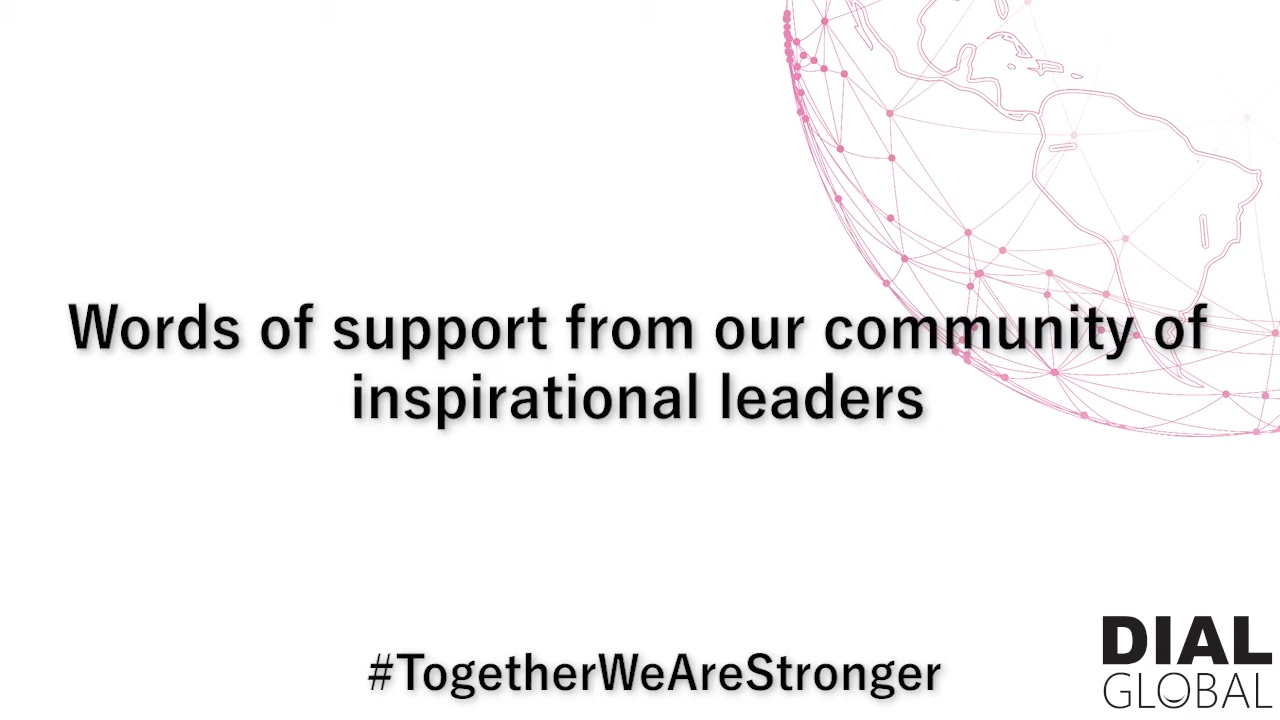 Words of support from our community of
inspirational leaders
#TogetherWeAreStronger
DIAL
GLOBAL